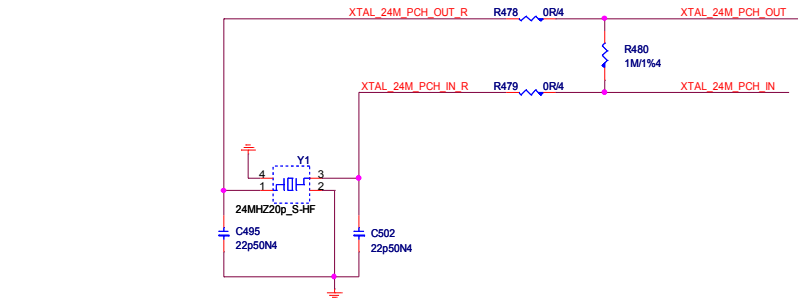 XTAL_24M_PCH_OUT_R R478 0R/4 XTAL_24M_PCH_OUT
R480
1M/1%4
XTAL_24M_PCH_IN_R R479 0R/4 XTAL_24M_PCH_IN
Y1
4 3
1 2
24MHZ20p_S-HF
C495
22p50N4
C502
22p50N4